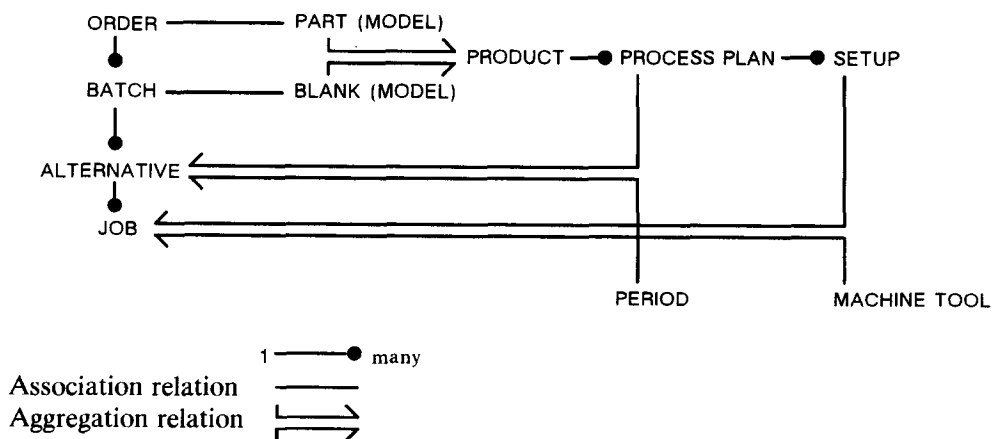 ORDER PART (MODEL)
PRODUCT PROCESS PLAN SETUP
BATCH BLANK (MODEL)
ALTERNATIVE
JOB
PERIOD MACHINE TOOL
1 many
Association relation
Aggregation relation